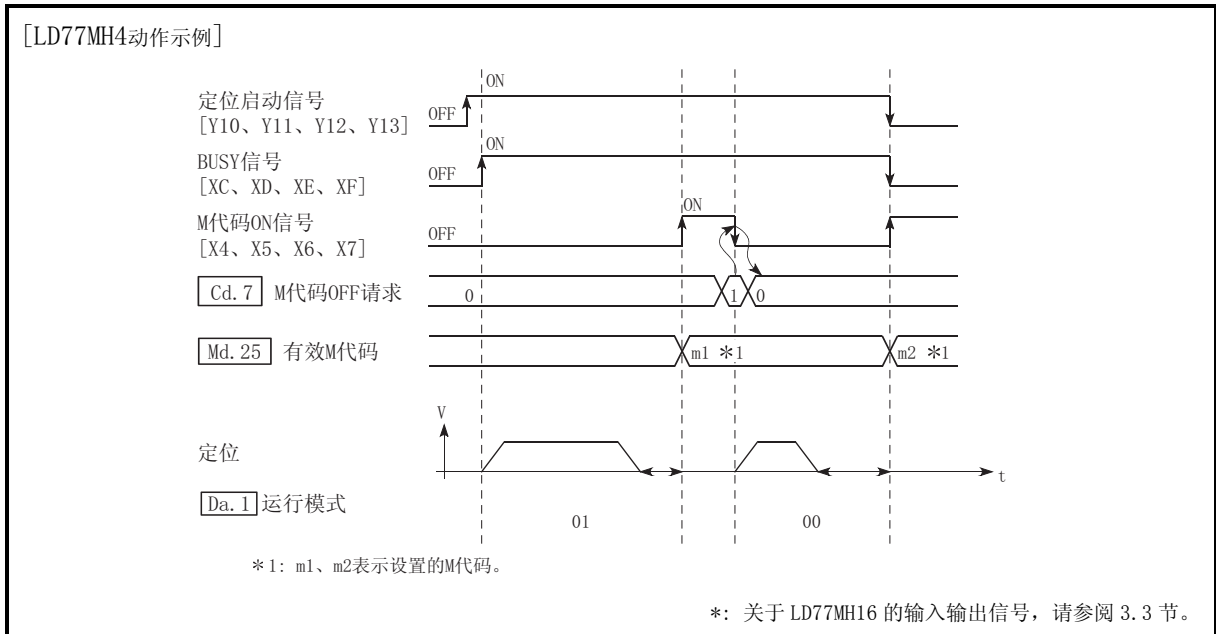 [LD77MH4动作示例]
ON
定位启动信号
OFF
[Y10、Y11、Y12、Y13]
ON
BUSY信号
OFF
[XC、XD、XE、XF]
ON
M代码ON信号
OFF
[X4、X5、X6、X7]
Cd.7 M代码OFF请求 0 1 0
Md.25 有效M代码 m1 *1 m2 *1
V
定位
t
Da.1 运行模式
01 00
*1: m1、m2表示设置的M代码。
*: 关于 LD77MH16 的输入输出信号，请参阅 3.3 节。